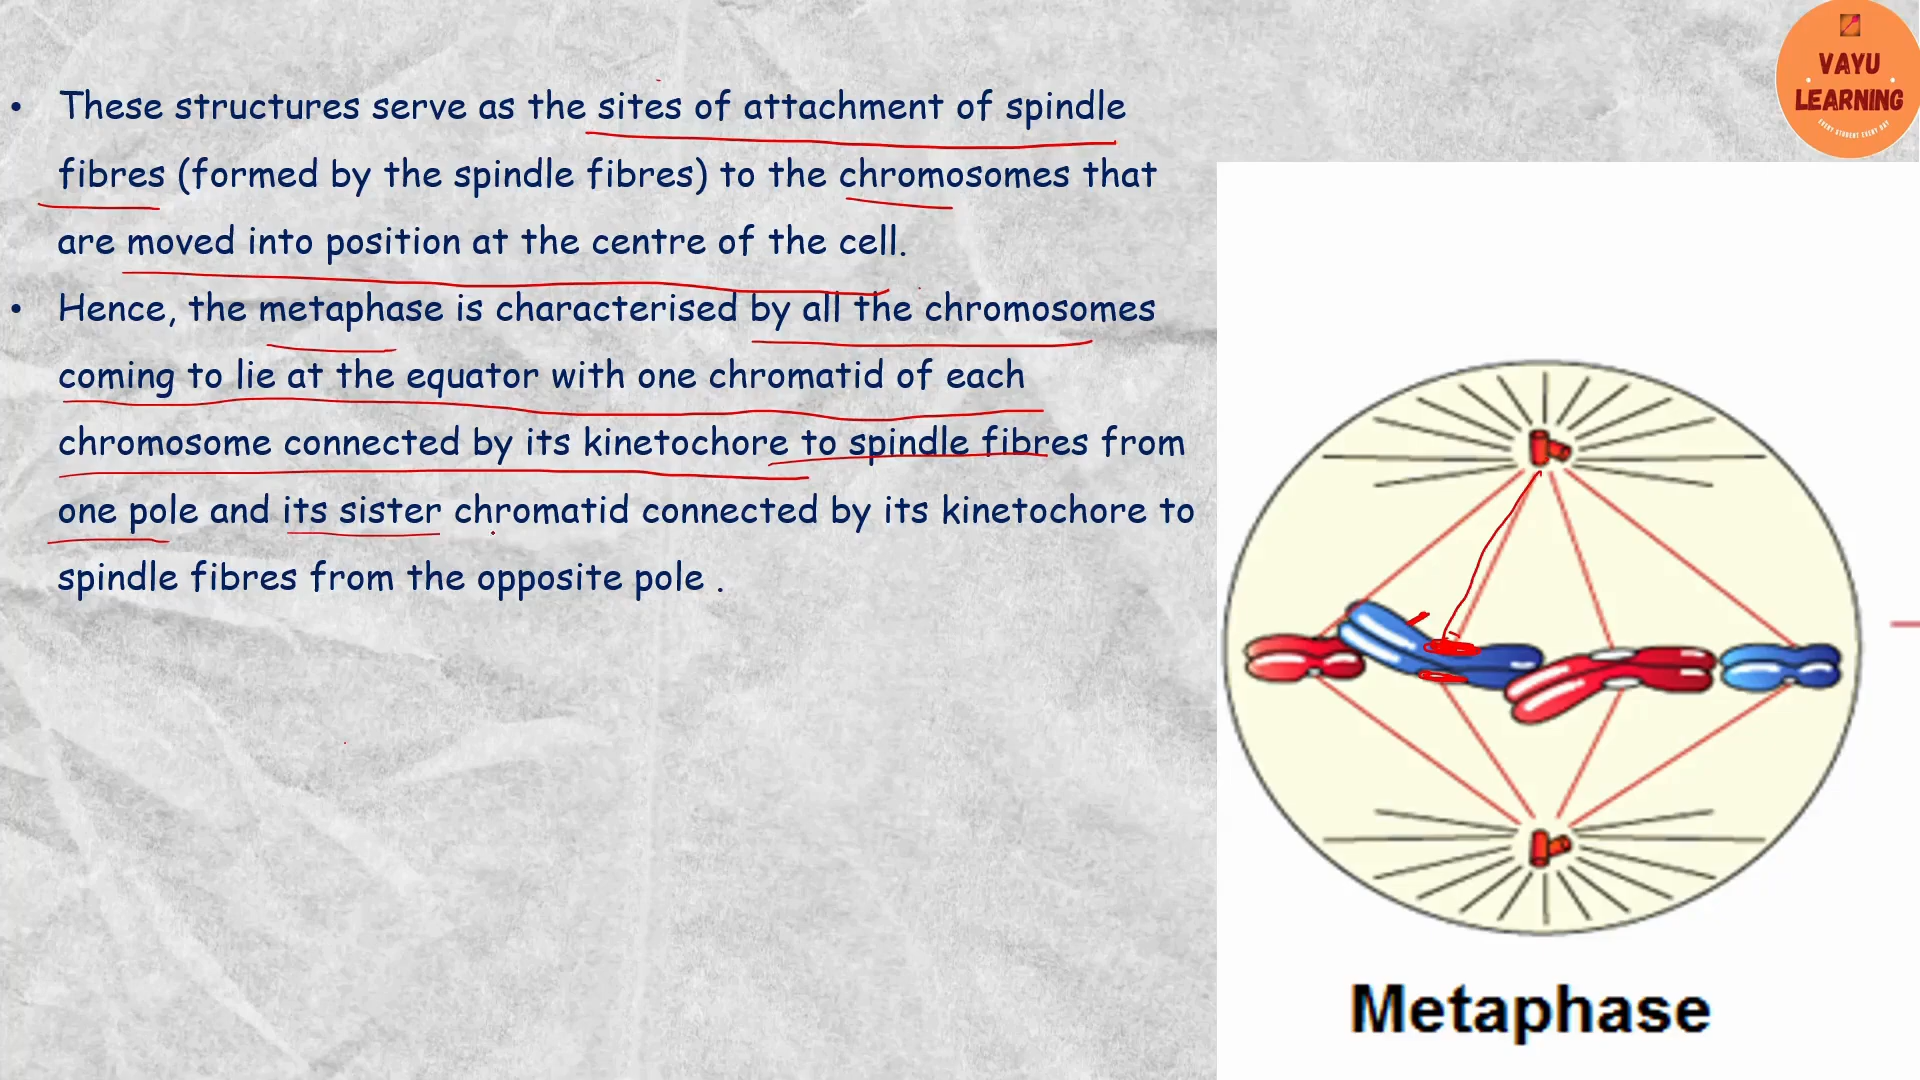 • These structures serve as the sites of attachment of spindle
fibres (formed by the spindle fibres) to the chromosomes that
are moved into position at the centre of the cell.
• Hence, the metaphase is characterised by all the chromosomes
coming to lie at the equator with one chromatid of each
chromosome connected by its kinetochore to spindle fibres from
one pole and its sister chromatid connected by its kinetochore to
spindle fibres from the opposite pole .
VAYU
LEARNING
EVERY STUDENT EVERY DAY
Metaphase